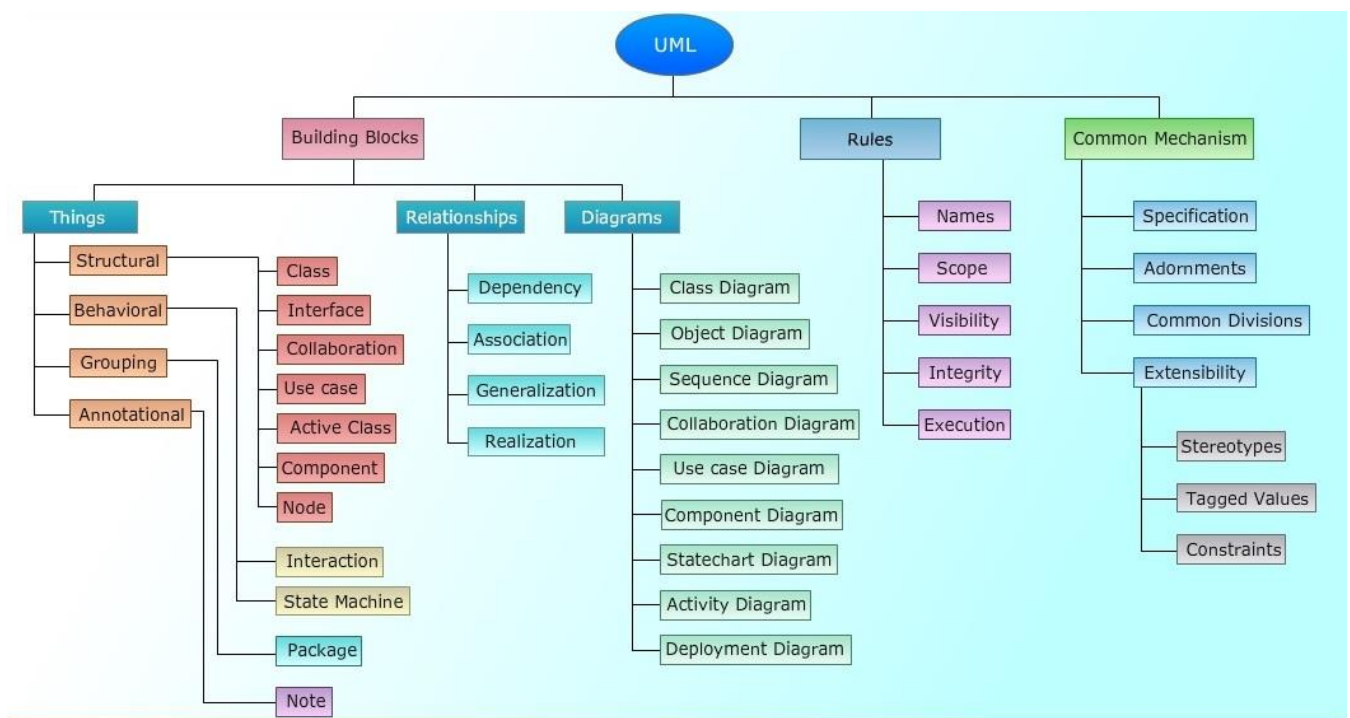 UML
Building Blocks
Rules
Common Mechanism
Things
Relationships
Diagrams
Structural
Behavioral
Grouping
Annotational
Class
Interface
Collaboration
Use case
Active Class
Component
Node
Interaction
State Machine
Package
Note
Dependency
Association
Generalization
Realization
Class Diagram
Object Diagram
Sequence Diagram
Collaboration Diagram
Use case Diagram
Component Diagram
Statechart Diagram
Activity Diagram
Deployment Diagram
Names
Scope
Visibility
Integrity
Execution
Specification
Adornments
Common Divisions
Extensibility
Stereotypes
Tagged Values
Constraints